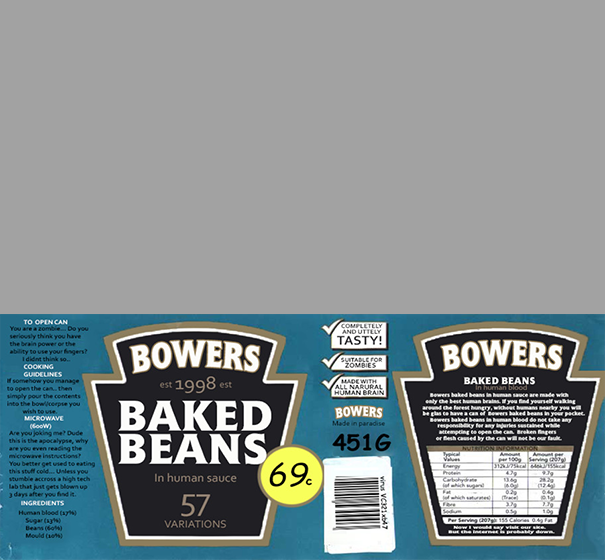 TO OPEN CAN
You are a zombie... Do you
seriously think you have
the brain power or the
ability to use your fingers?
I didnt think so...
COOKING
GUIDELINES
If somehow you manage
to open the can.. then
simply pour the contents
into the bowl/corpse you
wish to use.
MICROWAVE
(600W)
Are you joking me? Oude
this is the apocalypse, why
are you even reading the
microwave instructions?
You better get used to eating
this stuff cold... Unless you
stumble accross a high tech
lab that just gets blown up
3 days after you find it.
INGREDIENTS
Human blood (17%)
Sugar (13%)
Beans (60%)
Mould (10%)
BOWERS
est 1998 est
BAKED
BEANS
In human sauce
57
VARIATIONS
69c
COMPLETELY
AND UTTELY
TASTY!
SUITABLE FOR
ZOMBIES
MADE WITH
ALL NARURAL
HUMAN BRAIN
BOWERS
Made in paradise
451G
Virus VC321.xb47
BOWERS
BAKED BEANS
In human blood
Bowers baked beans in human sauce are made with
only the best human brains. If you find yourself walking
around the forest hungry, without humans nearby you will
be glad to have a can of Bowers baked beans in your pocket.
Bowers baked beans in human blood do not take any
responsibility for any injuries sustained while
attempting to open the can. Broken fingers
or flesh caused by the can will not be our fault.
NUTRITION INFORMATION
Typical Values Amount per 100g Amount per Serving (207g)
Energy 312kJ/75kcal 646kJ/155kcal
Protein 4.7g 9.7g
Carbohydrate 13.6g 28.2g
(of which sugars) (6.0g) (12.4g)
Fat 0.2g 0.4g
(of which saturates) (Trace) (0.1g)
Fibre 3.7g 7.7g
Sodium 0.5g 1.0g
Per Serving (207g): 155 Calories 0.4g Fat
Now I would say visit our site.
But the internet is probably down.